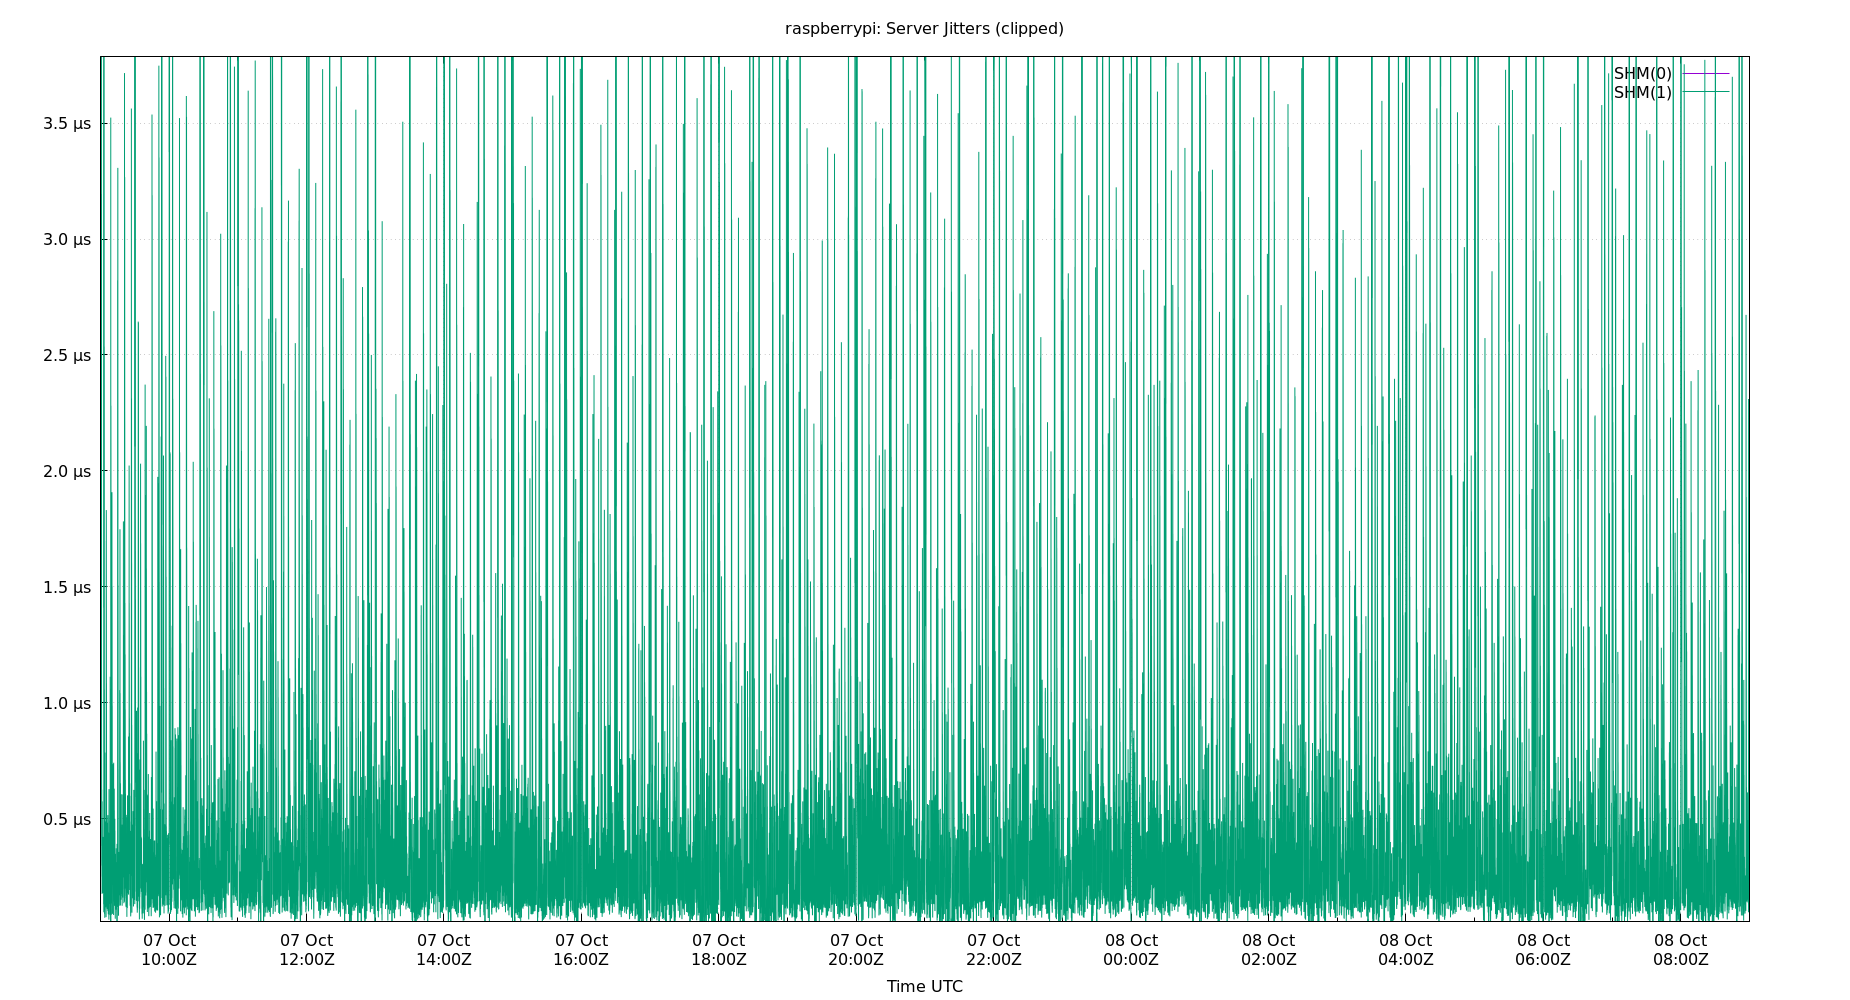 raspberrypi: Server Jitters (clipped)
SHM(0)
SHM(1)
3.5 µs
3.0 µs
2.5 µs
2.0 µs
1.5 µs
1.0 µs
0.5 µs
07 Oct 07 Oct 07 Oct 07 Oct 07 Oct 07 Oct 07 Oct 08 Oct 08 Oct 08 Oct 08 Oct 08 Oct
10:00Z 12:00Z 14:00Z 16:00Z 18:00Z 20:00Z 22:00Z 00:00Z 02:00Z 04:00Z 06:00Z 08:00Z
Time UTC